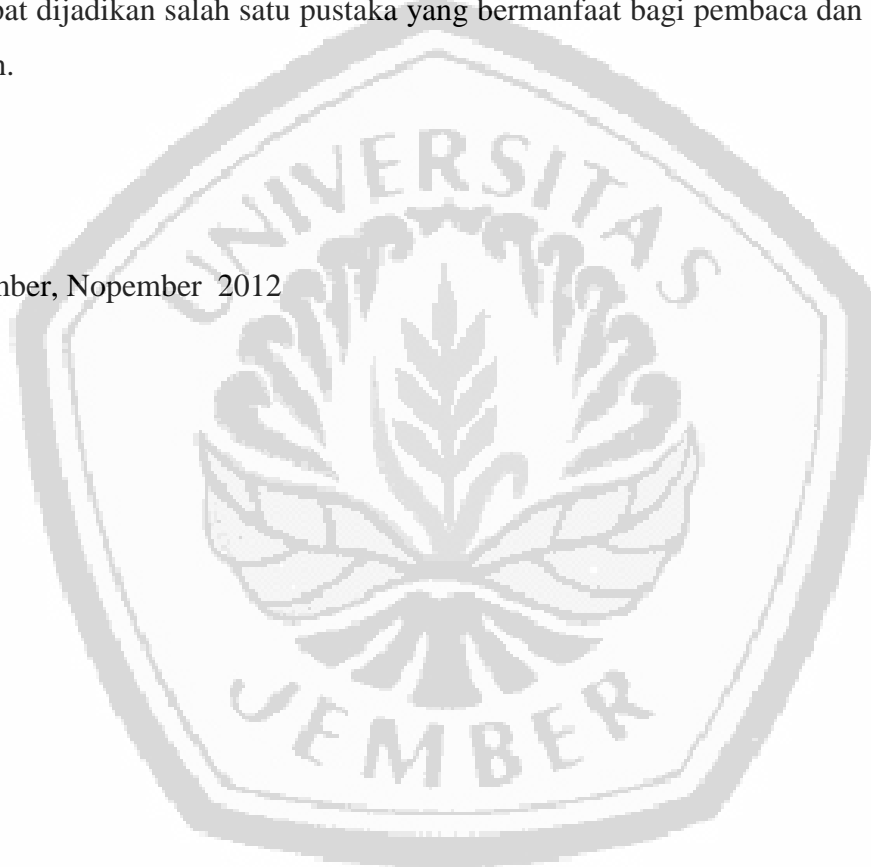 pat dijadikan salah satu pustaka yang bermanfaat bagi pembaca dan
n.
UNIVERSITAS
mber, Nopember 2012
JEMBER